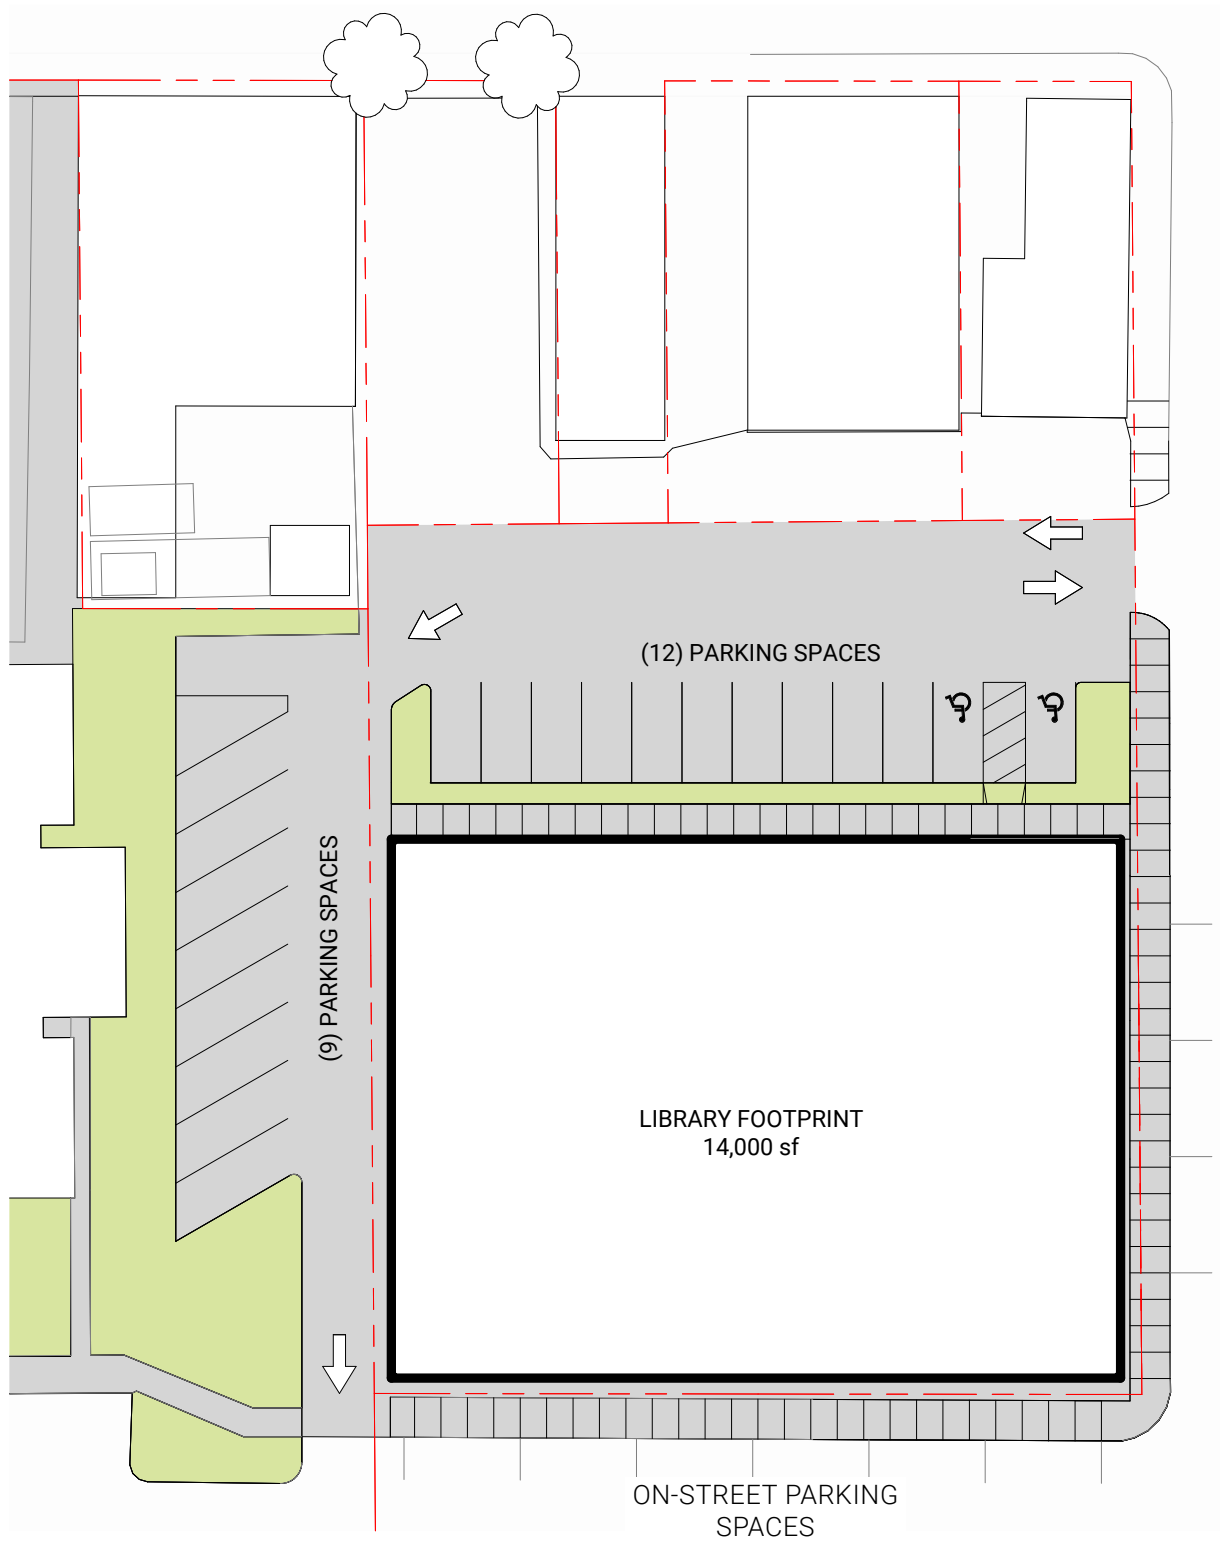 (12) PARKING SPACES
(9) PARKING SPACES
LIBRARY FOOTPRINT
14,000 sf
ON-STREET PARKING
SPACES